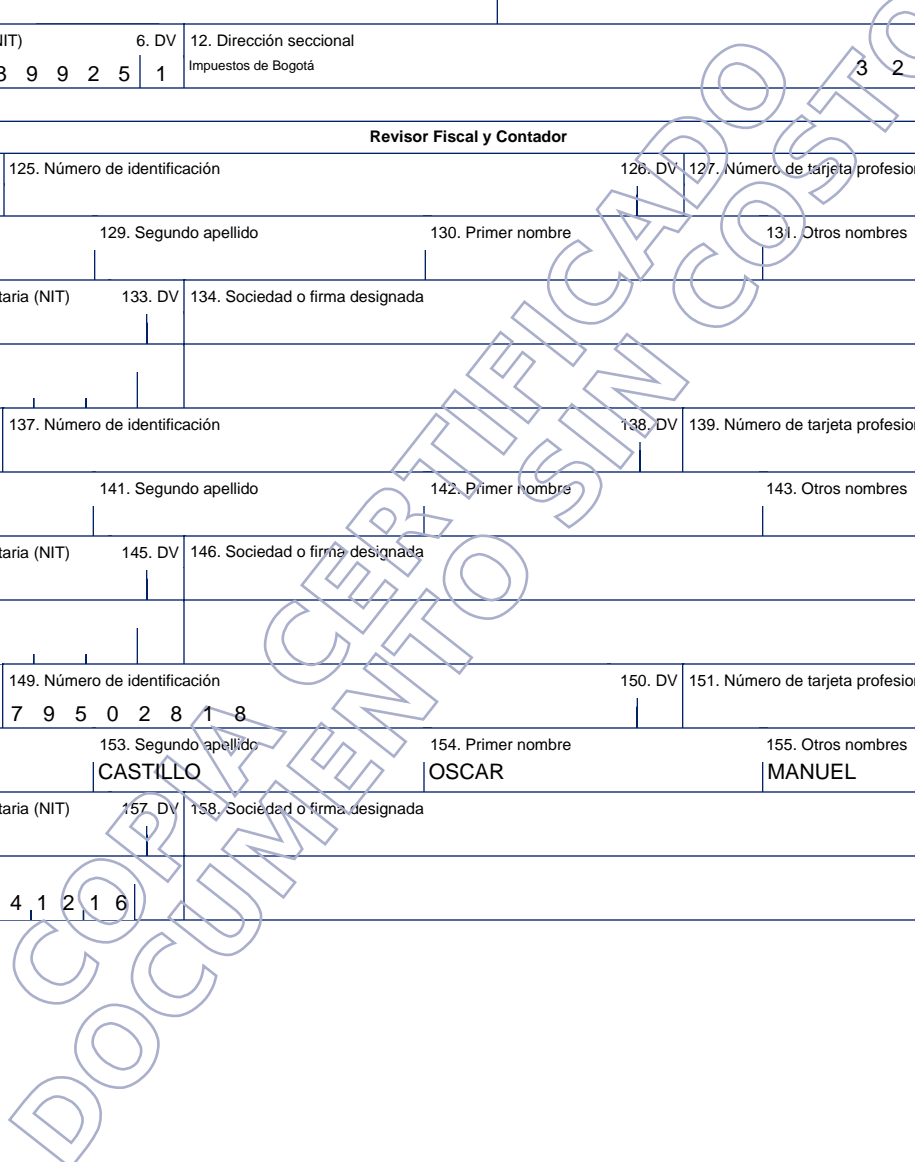 NIT) 6. DV 12. Dirección seccional
8 9 9 2 5 1 Impuestos de Bogotá 3 2
Revisor Fiscal y Contador
125. Número de identificación 126. DV 127. Número de tarjeta profesion
129. Segundo apellido 130. Primer nombre 131. Otros nombres
taria (NIT) 133. DV 134. Sociedad o firma designada
137. Número de identificación 138. DV 139. Número de tarjeta profesion
141. Segundo apellido 142. Primer nombre 143. Otros nombres
taria (NIT) 145. DV 146. Sociedad o firma designada
149. Número de identificación 150. DV 151. Número de tarjeta profesion
7 9 5 0 2 8 1 8
153. Segundo apellido 154. Primer nombre 155. Otros nombres
CASTILLO OSCAR MANUEL
taria (NIT) 157. DV 158. Sociedad o firma designada
4 1 2 1 6
COPIA CERTIFICADO
DOCUMENTO SIN COSTO